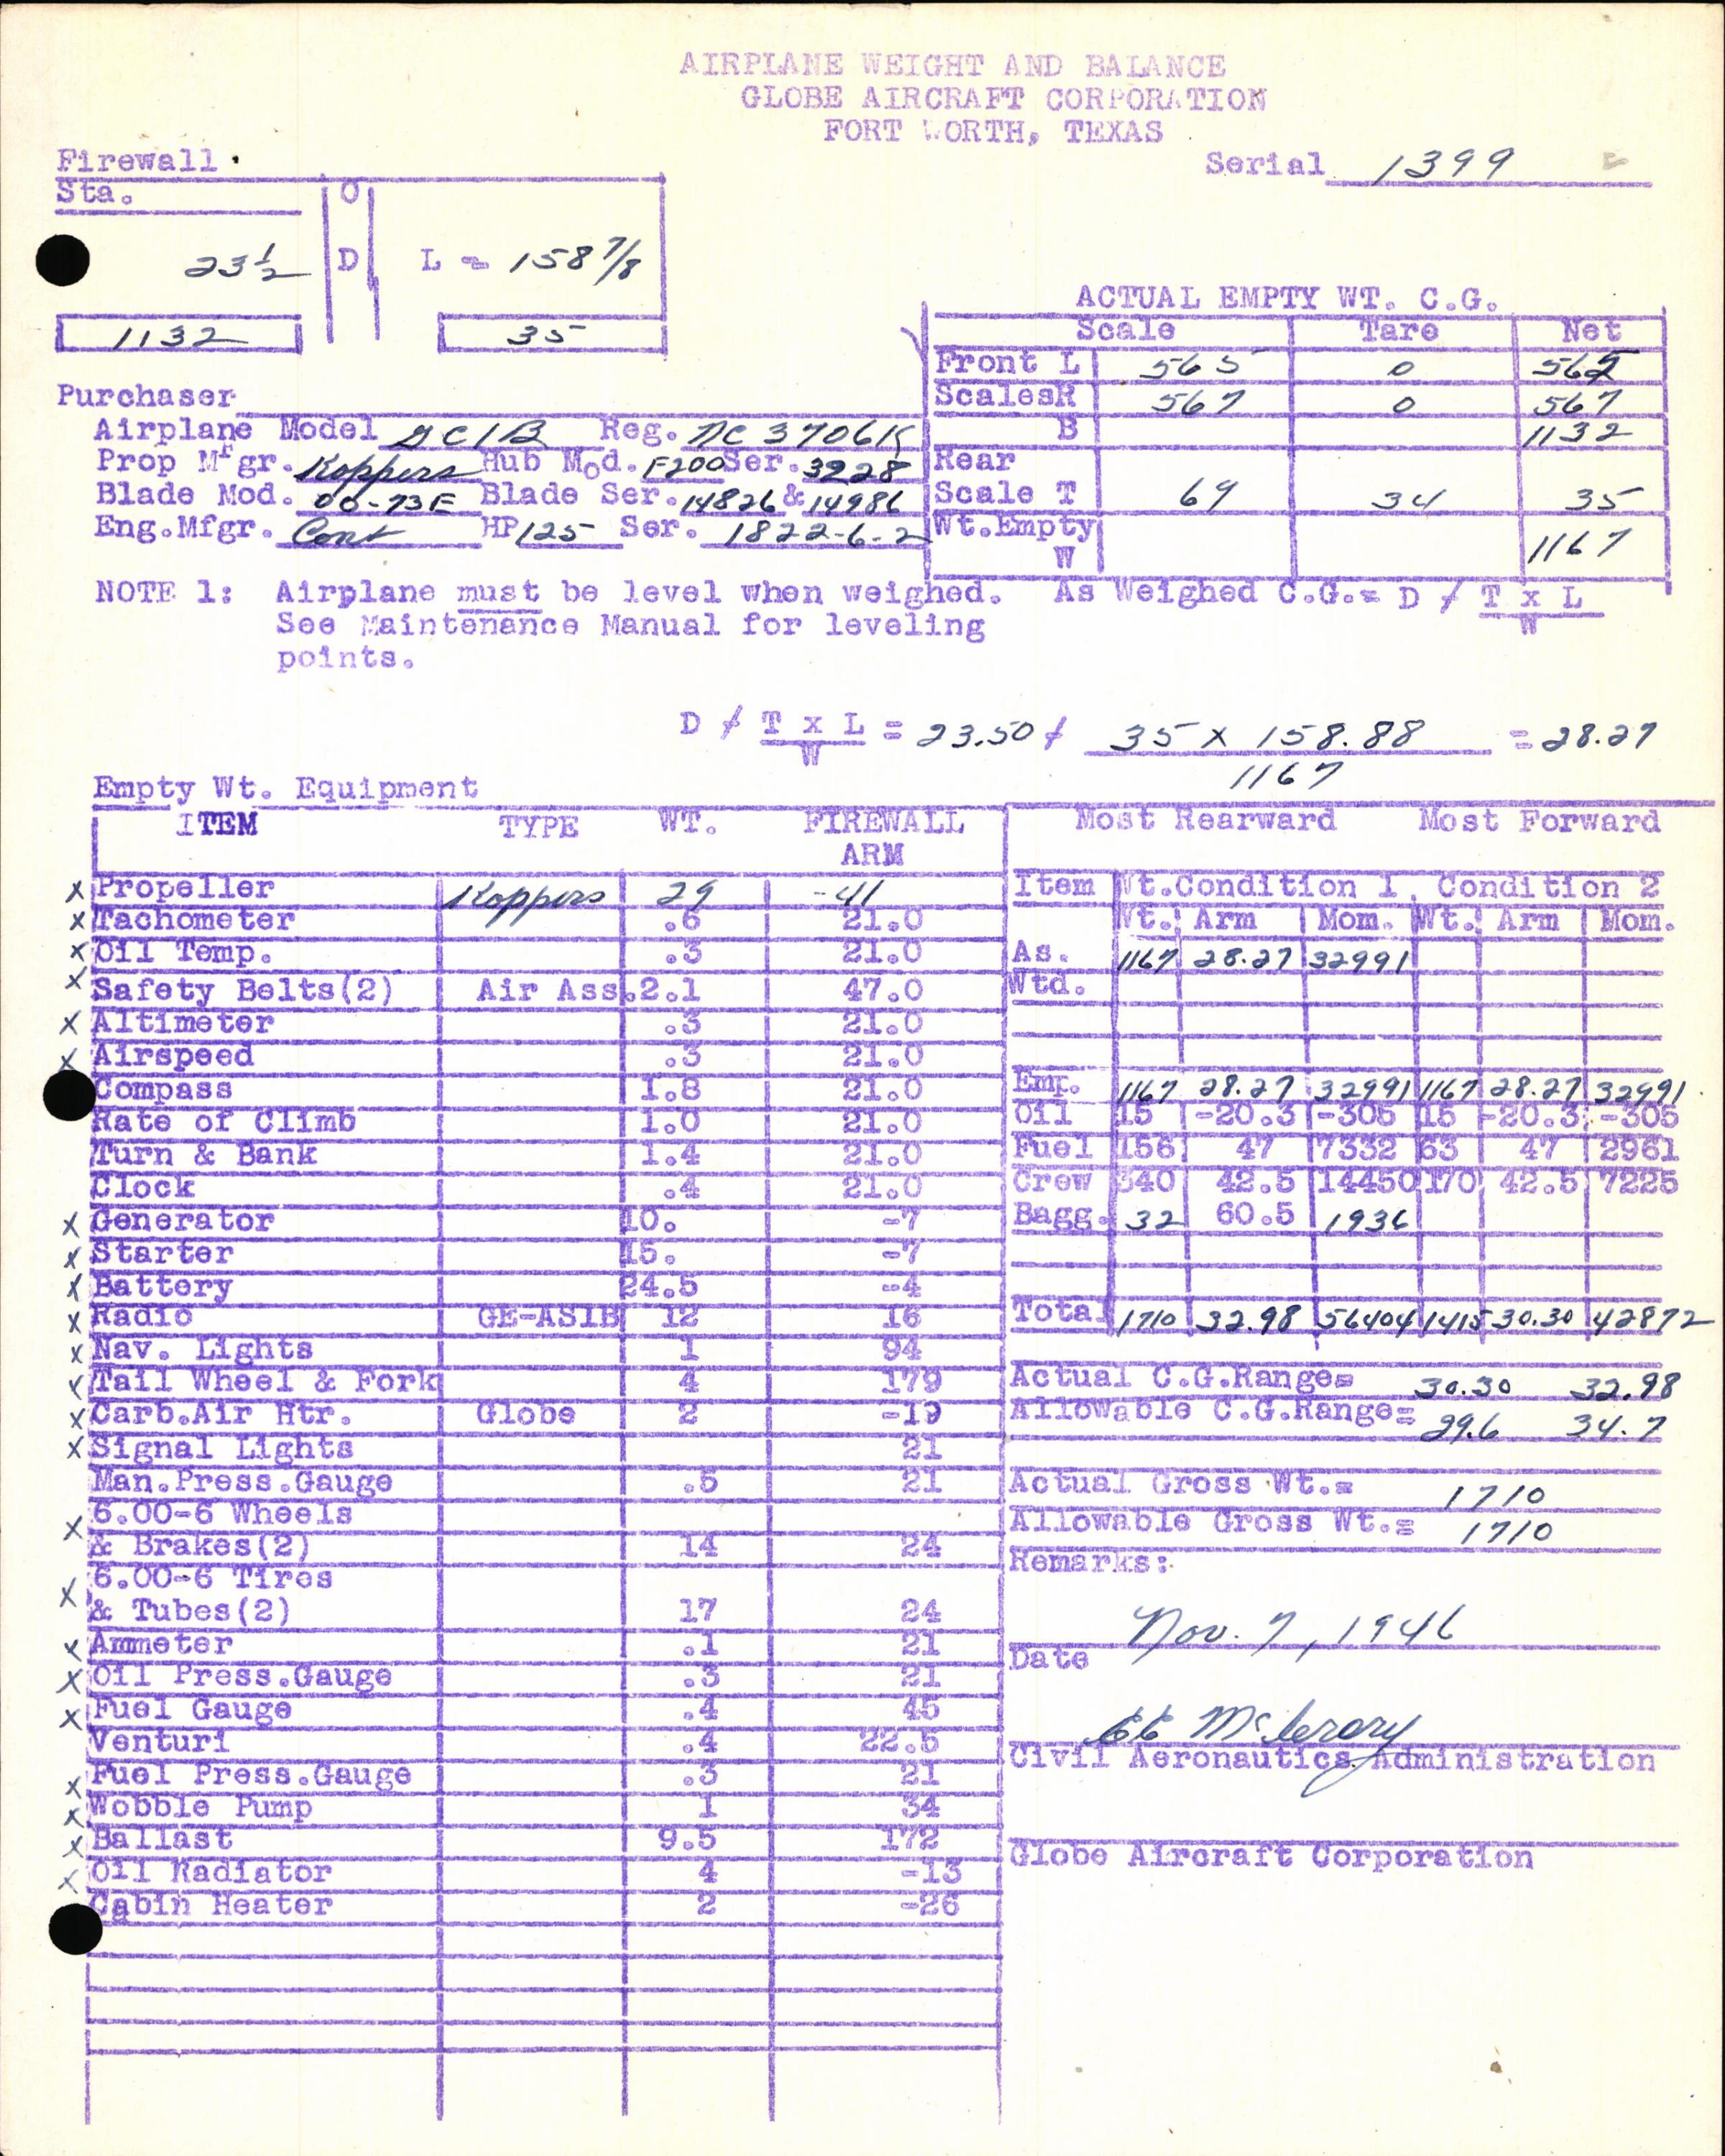 AIRPLANE WEIGHT AND BALANCE
GLOBE AIRCRAFT CORPORATION
FORT WORTH, TEXAS
Serial 1399
Firewall
Sta.
O
23½ D L = 158 7/8
1132 35
ACTUAL EMPTY WT. C.G.
Scale Tare Net
Front L 565 0 565
Scales R 567 0 567
B 1132
Rear
Scale T 69 34 35
Wt.Empty
W 1167
Purchaser
Airplane Model GC1B Reg. NC 3706K
Prop Mfgr. Koppers Hub Mod. F200 Ser. 3928
Blade Mod. 00-73E Blade Ser. 14826 & 14986
Eng.Mfgr. Cont HP 125 Ser. 1822-6-2
NOTE 1: Airplane must be level when weighed.
See Maintenance Manual for leveling
points.
As Weighed C.G.= D ≠ T x L
W
D ≠ T x L = 23.50 ≠ 35 x 158.88 = 28.27
W 1167
Empty Wt. Equipment
ITEM TYPE WT. FIREWALL
ARM
x Propeller Koppers 29 -41
x Tachometer .6 21.0
x Oil Temp. .3 21.0
x Safety Belts(2) Air Ass. 2.1 47.0
x Altimeter .3 21.0
x Airspeed .3 21.0
Compass 1.8 21.0
Rate of Climb 1.0 21.0
Turn & Bank 1.4 21.0
Clock .4 21.0
x Generator 10. -7
x Starter 15. -7
x Battery 24.5 -4
x Radio GE-AS1B 12 16
x Nav. Lights 1 94
x Tail Wheel & Fork 4 179
x Carb.Air Htr. Globe 2 -19
x Signal Lights 21
Man.Press.Gauge .5 21
x 6.00-6 Wheels
& Brakes(2) 14 24
x 6.00-6 Tires
& Tubes(2) 17 24
x Ammeter .1 21
x Oil Press.Gauge .3 21
x Fuel Gauge .4 45
Venturi .4 22.5
x Fuel Press.Gauge .3 21
x Wobble Pump 1 34
x Ballast 9.5 172
x Oil Radiator 4 -13
Cabin Heater 2 -26
Most Rearward Most Forward
Item Wt.Condition 1 Condition 2
Wt. Arm Mom. Wt. Arm Mom.
As. 1167 28.27 32991
Wtd.
Emp. 1167 28.27 32991 1167 28.27 32991
Oil 15 -20.3 -305 15 -20.3 -305
Fuel 156 47 7332 63 47 2961
Crew 340 42.5 14450 170 42.5 7225
Bagg. 32 60.5 1936
Total 1710 32.98 56404 1415 30.30 42872
Actual C.G.Range= 30.30 32.98
Allowable C.G.Range= 29.6 34.7
Actual Gross Wt.= 1710
Allowable Gross Wt.= 1710
Remarks:
Nov. 7, 1946
Date
Civil Aeronautics Administration
Globe Aircraft Corporation